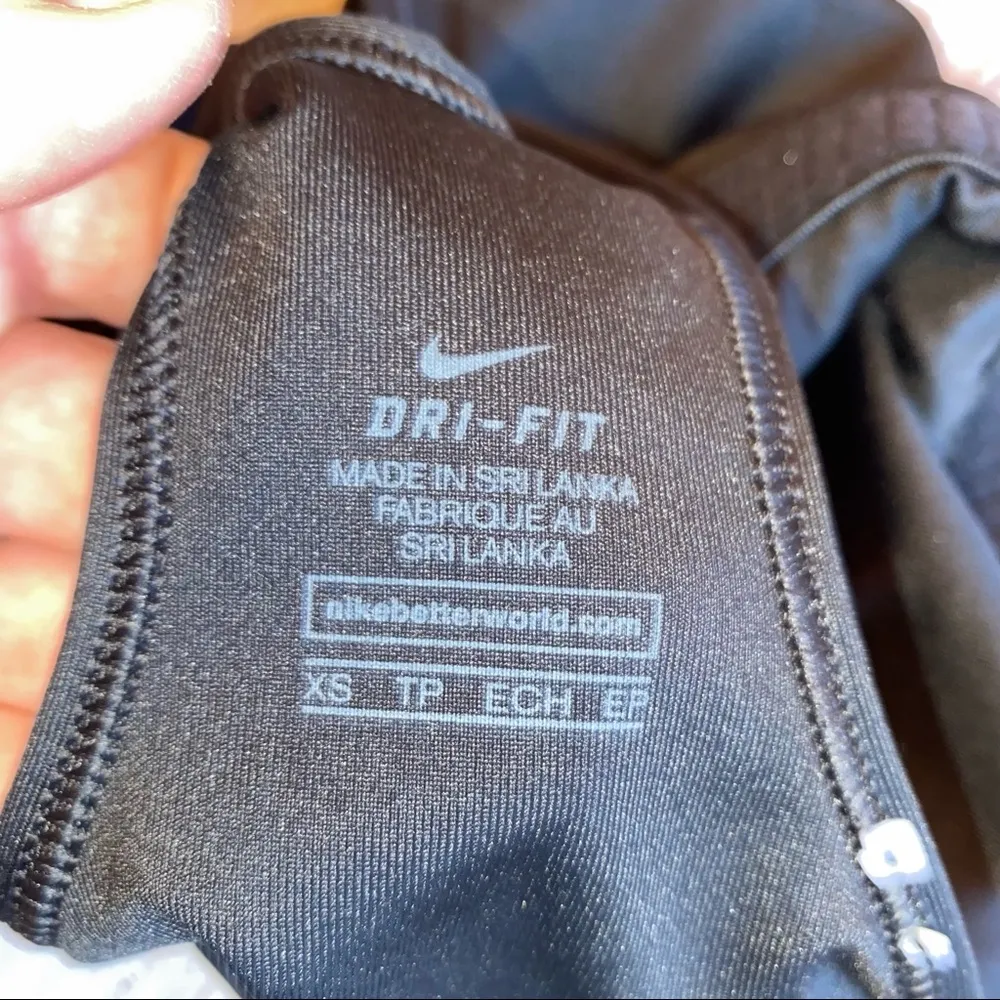 DRI-FIT
MADE IN SRI LANKA
FABRIQUE AU
SRI LANKA
nikebetterworld.com
XS TP ECH EP